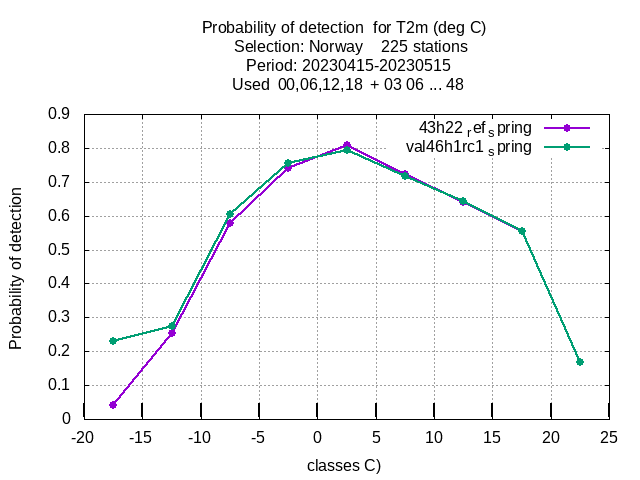 Probability of detection  for T2m (deg C)
Selection: Norway    225 stations
Period: 20230415-20230515
Used  00,06,12,18  + 03 06 ... 48
43h22 ref spring
val46h1rc1 spring
Probability of detection
0.9
0.8
0.7
0.6
0.5
0.4
0.3
0.2
0.1
0
-20 -15 -10 -5 0 5 10 15 20 25
classes C)